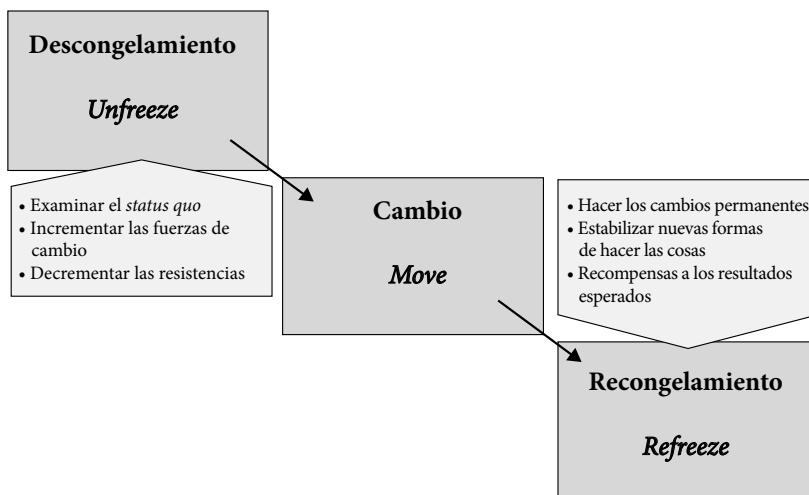 Descongelamiento
Unfreeze
• Examinar el status quo
• Incrementar las fuerzas de
cambio
• Decrementar las resistencias
Cambio
Move
• Hacer los cambios permanentes
• Estabilizar nuevas formas
de hacer las cosas
• Recompensas a los resultados
esperados
Recongelamiento
Refreeze